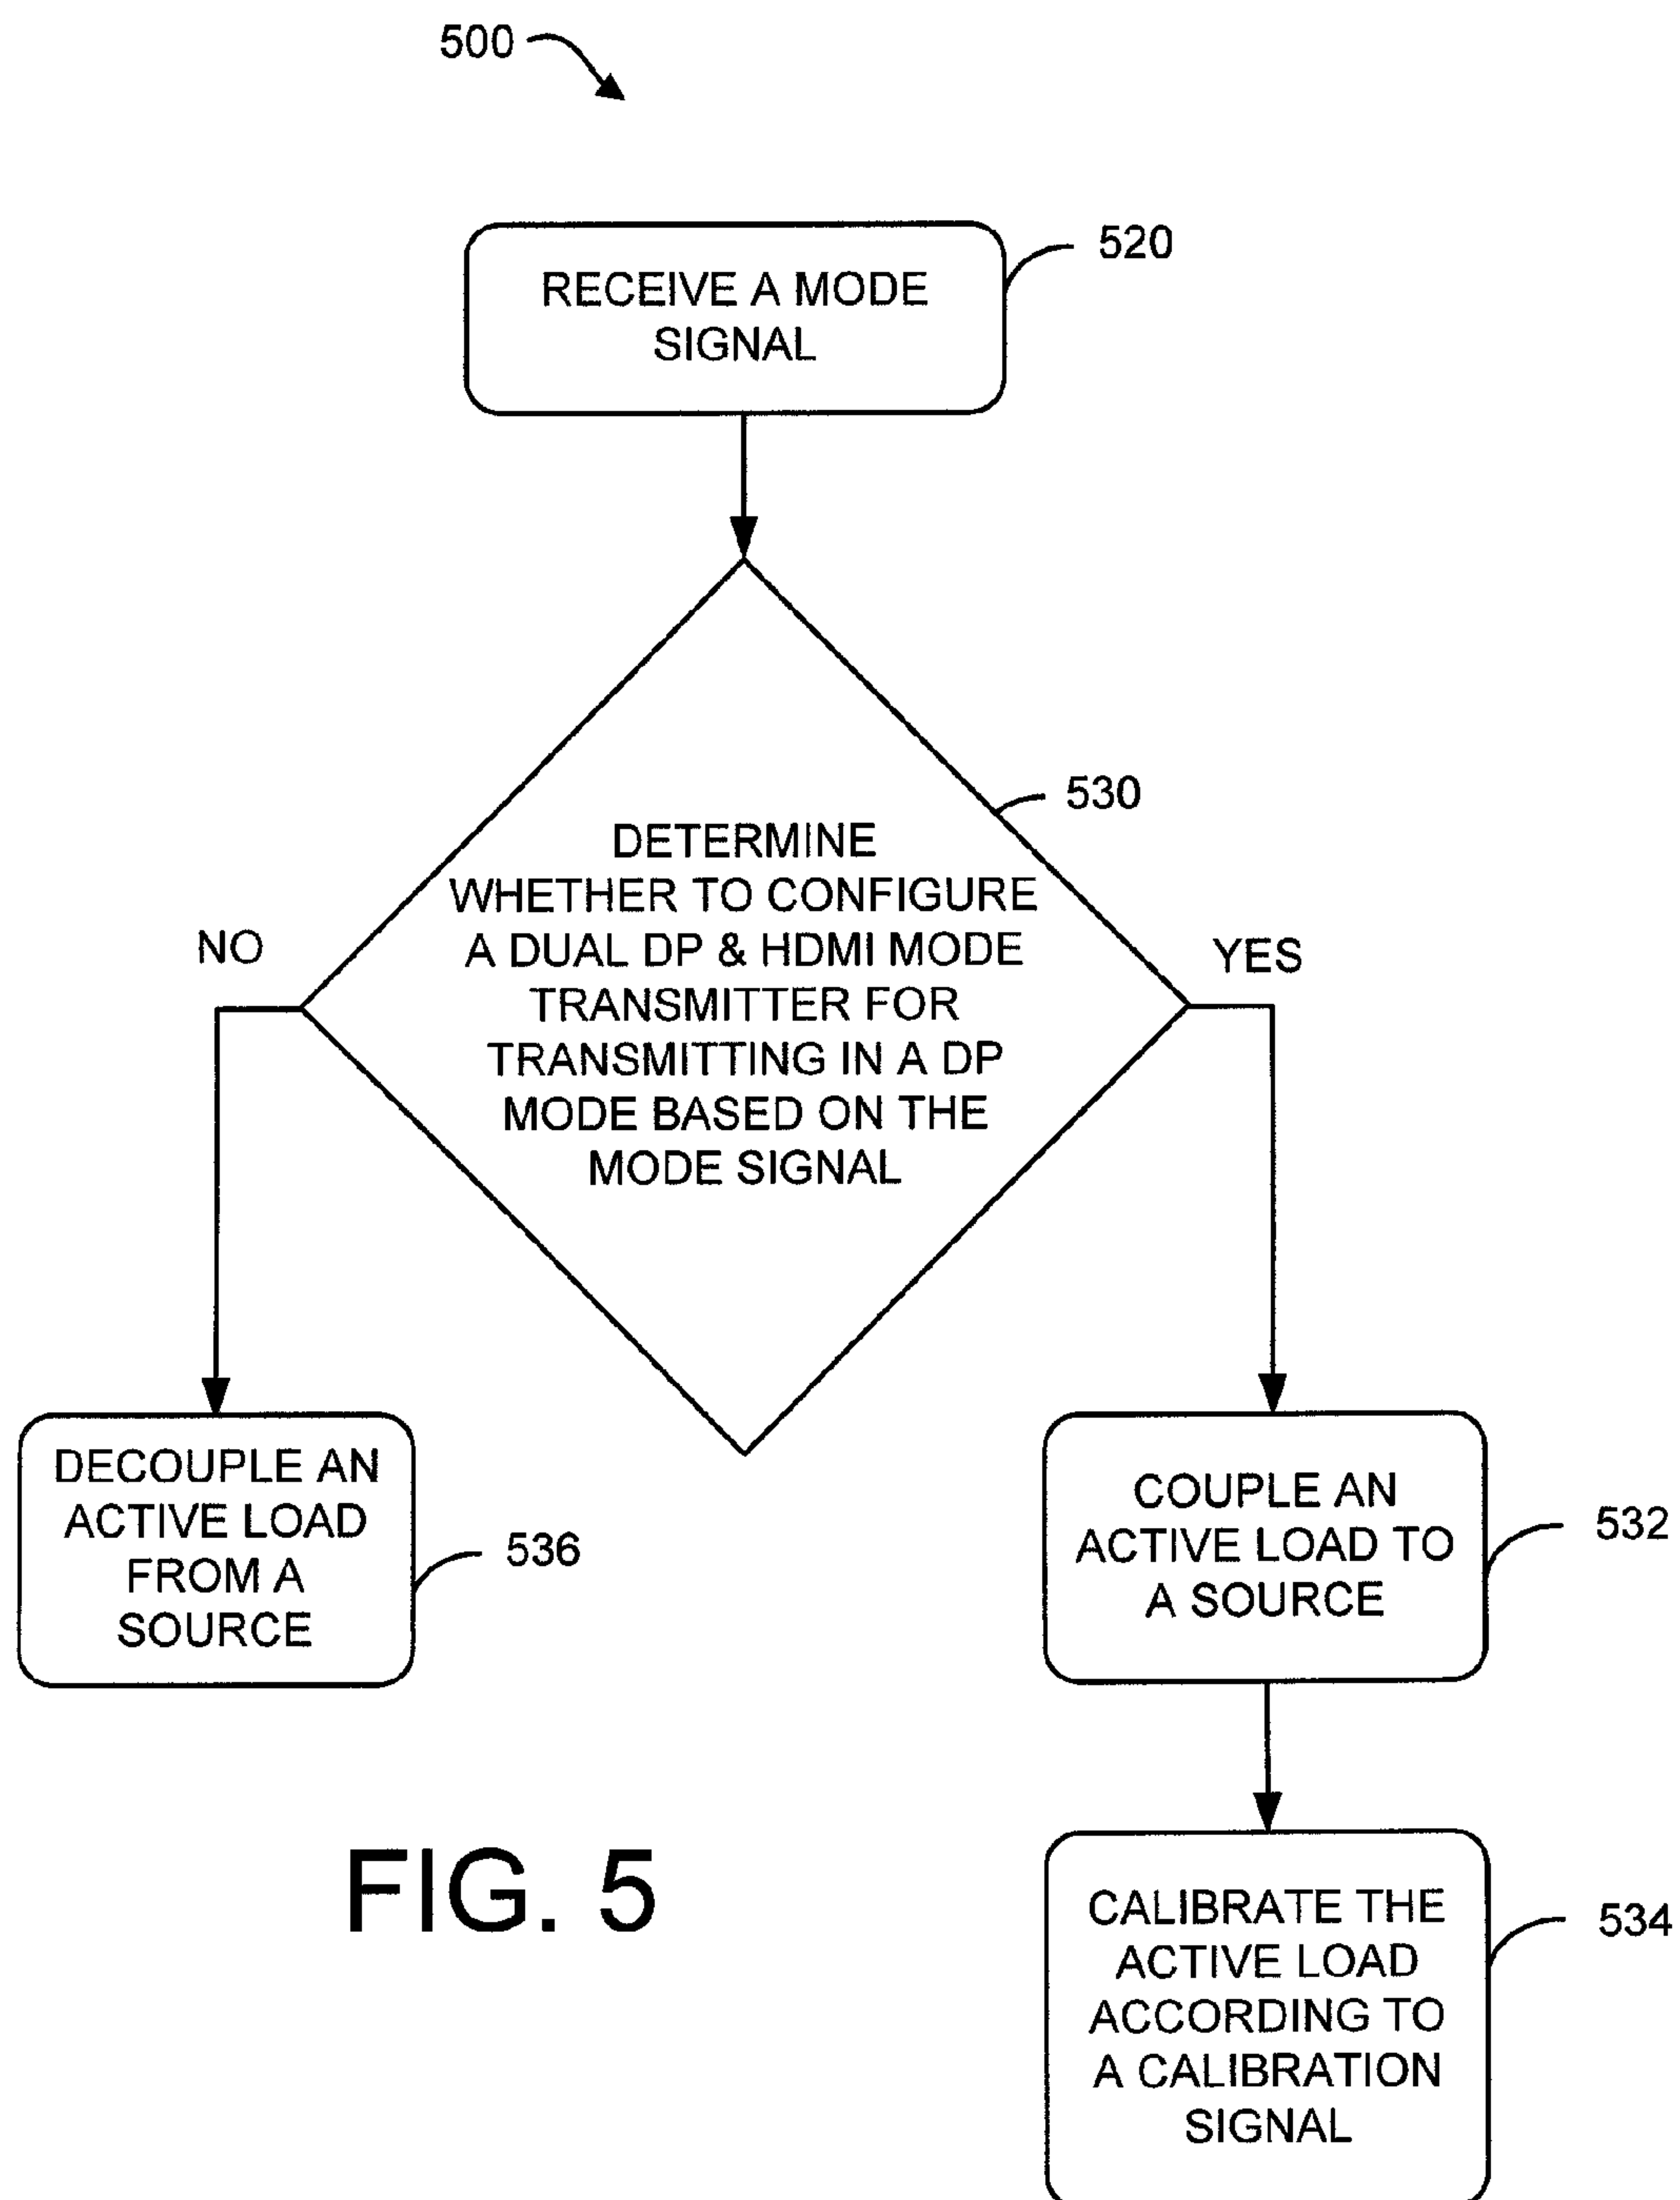 500
RECEIVE A MODE
SIGNAL
520
DETERMINE
WHETHER TO CONFIGURE
A DUAL DP & HDMI MODE
TRANSMITTER FOR
TRANSMITTING IN A DP
MODE BASED ON THE
MODE SIGNAL
530
NO
YES
DECOUPLE AN
ACTIVE LOAD
FROM A
SOURCE
536
COUPLE AN
ACTIVE LOAD TO
A SOURCE
532
CALIBRATE THE
ACTIVE LOAD
ACCORDING TO
A CALIBRATION
SIGNAL
534
FIG. 5